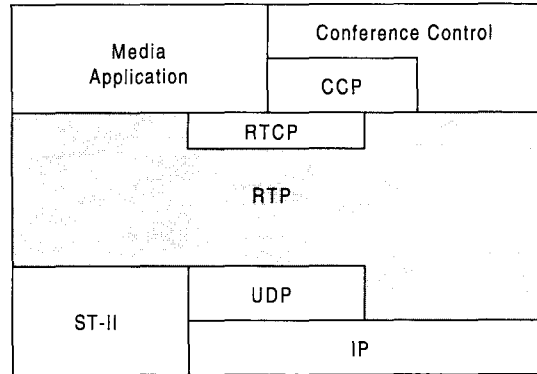 Media
Application
Conference Control
CCP
RTCP
RTP
UDP
ST-II
IP